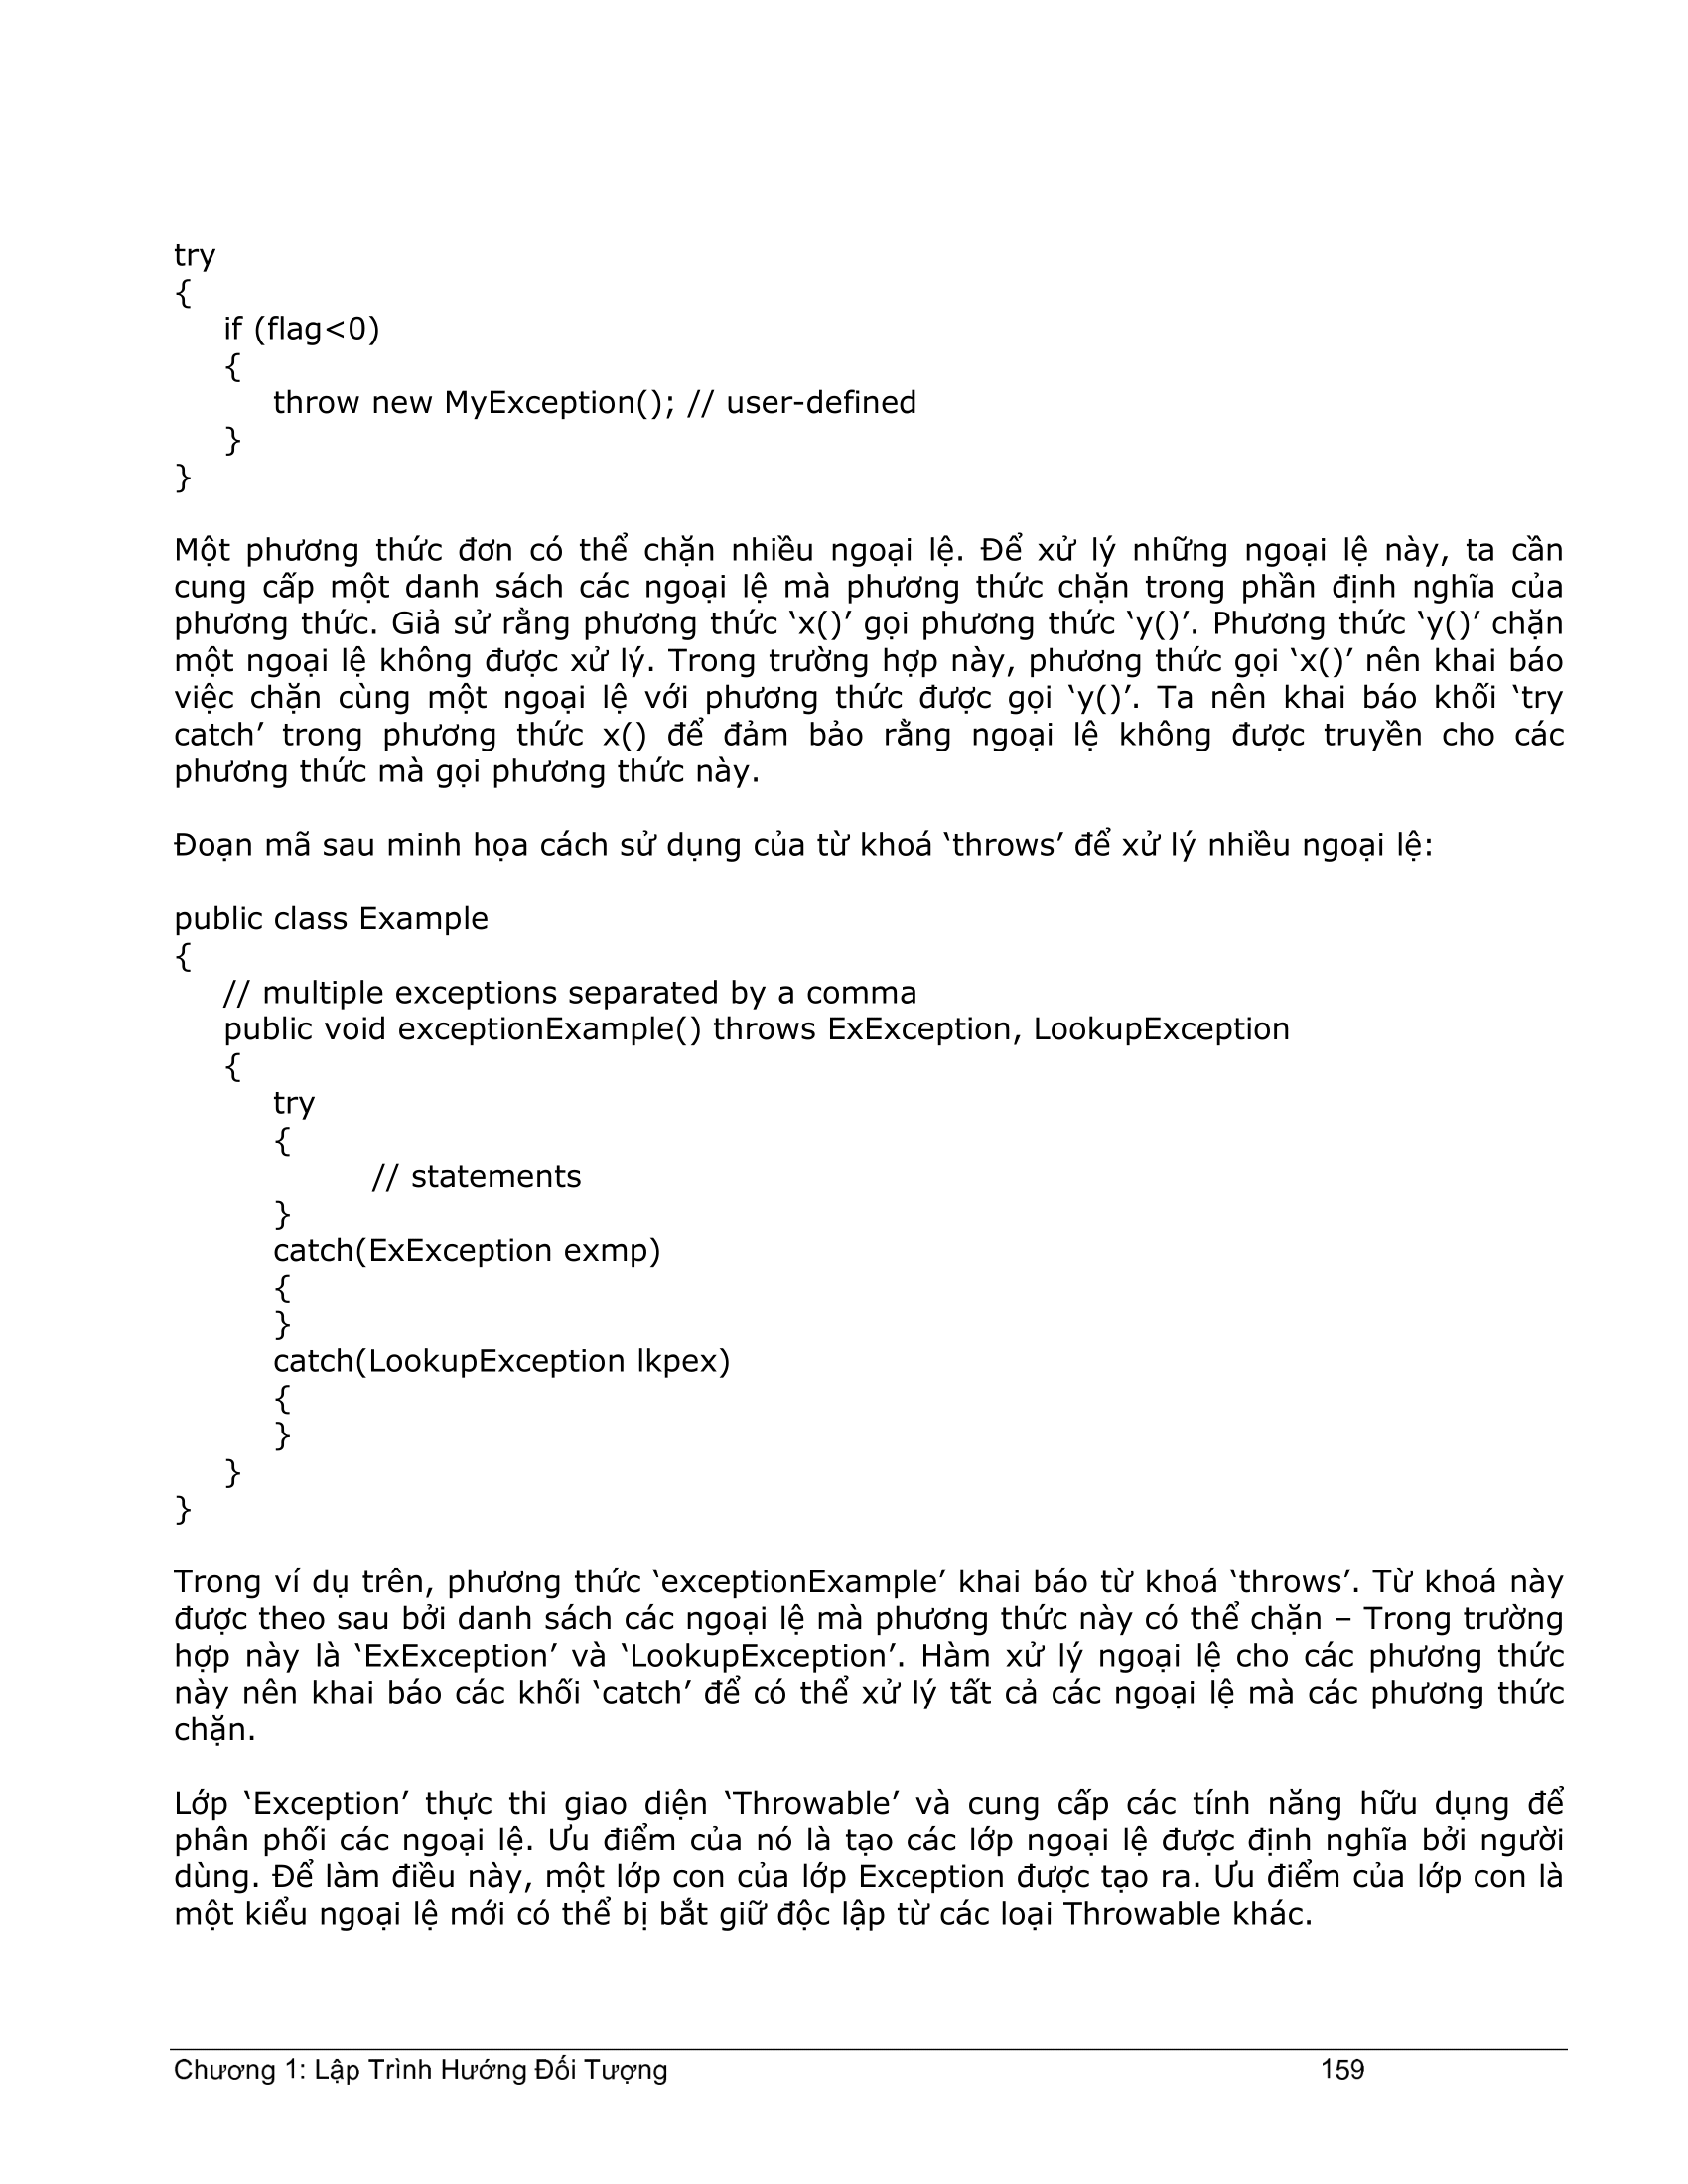 try
{
if (flag<0)
{
throw new MyException(); // user-defined
}
}
Một phương thức đơn có thể chặn nhiều ngoại lệ. Để xử lý những ngoại lệ này, ta cần
cung cấp một danh sách các ngoại lệ mà phương thức chặn trong phần định nghĩa của
phương thức. Giả sử rằng phương thức ‘x()’ gọi phương thức ‘y()’. Phương thức ‘y()’ chặn
một ngoại lệ không được xử lý. Trong trường hợp này, phương thức gọi ‘x()’ nên khai báo
việc chặn cùng một ngoại lệ với phương thức được gọi ‘y()’. Ta nên khai báo khối ‘try
catch’ trong phương thức x() để đảm bảo rằng ngoại lệ không được truyền cho các
phương thức mà gọi phương thức này.
Đoạn mã sau minh họa cách sử dụng của từ khoá ‘throws’ để xử lý nhiều ngoại lệ:
public class Example
{
// multiple exceptions separated by a comma
public void exceptionExample() throws ExException, LookupException
{
try
{
// statements
}
catch(ExException exmp)
{
}
catch(LookupException lkpex)
{
}
}
}
Trong ví dụ trên, phương thức ‘exceptionExample’ khai báo từ khoá ‘throws’. Từ khoá này
được theo sau bởi danh sách các ngoại lệ mà phương thức này có thể chặn – Trong trường
hợp này là ‘ExException’ và ‘LookupException’. Hàm xử lý ngoại lệ cho các phương thức
này nên khai báo các khối ‘catch’ để có thể xử lý tất cả các ngoại lệ mà các phương thức
chặn.
Lớp ‘Exception’ thực thi giao diện ‘Throwable’ và cung cấp các tính năng hữu dụng để
phân phối các ngoại lệ. Ưu điểm của nó là tạo các lớp ngoại lệ được định nghĩa bởi người
dùng. Để làm điều này, một lớp con của lớp Exception được tạo ra. Ưu điểm của lớp con là
một kiểu ngoại lệ mới có thể bị bắt giữ độc lập từ các loại Throwable khác.
Chương 1: Lập Trình Hướng Đối Tượng 159